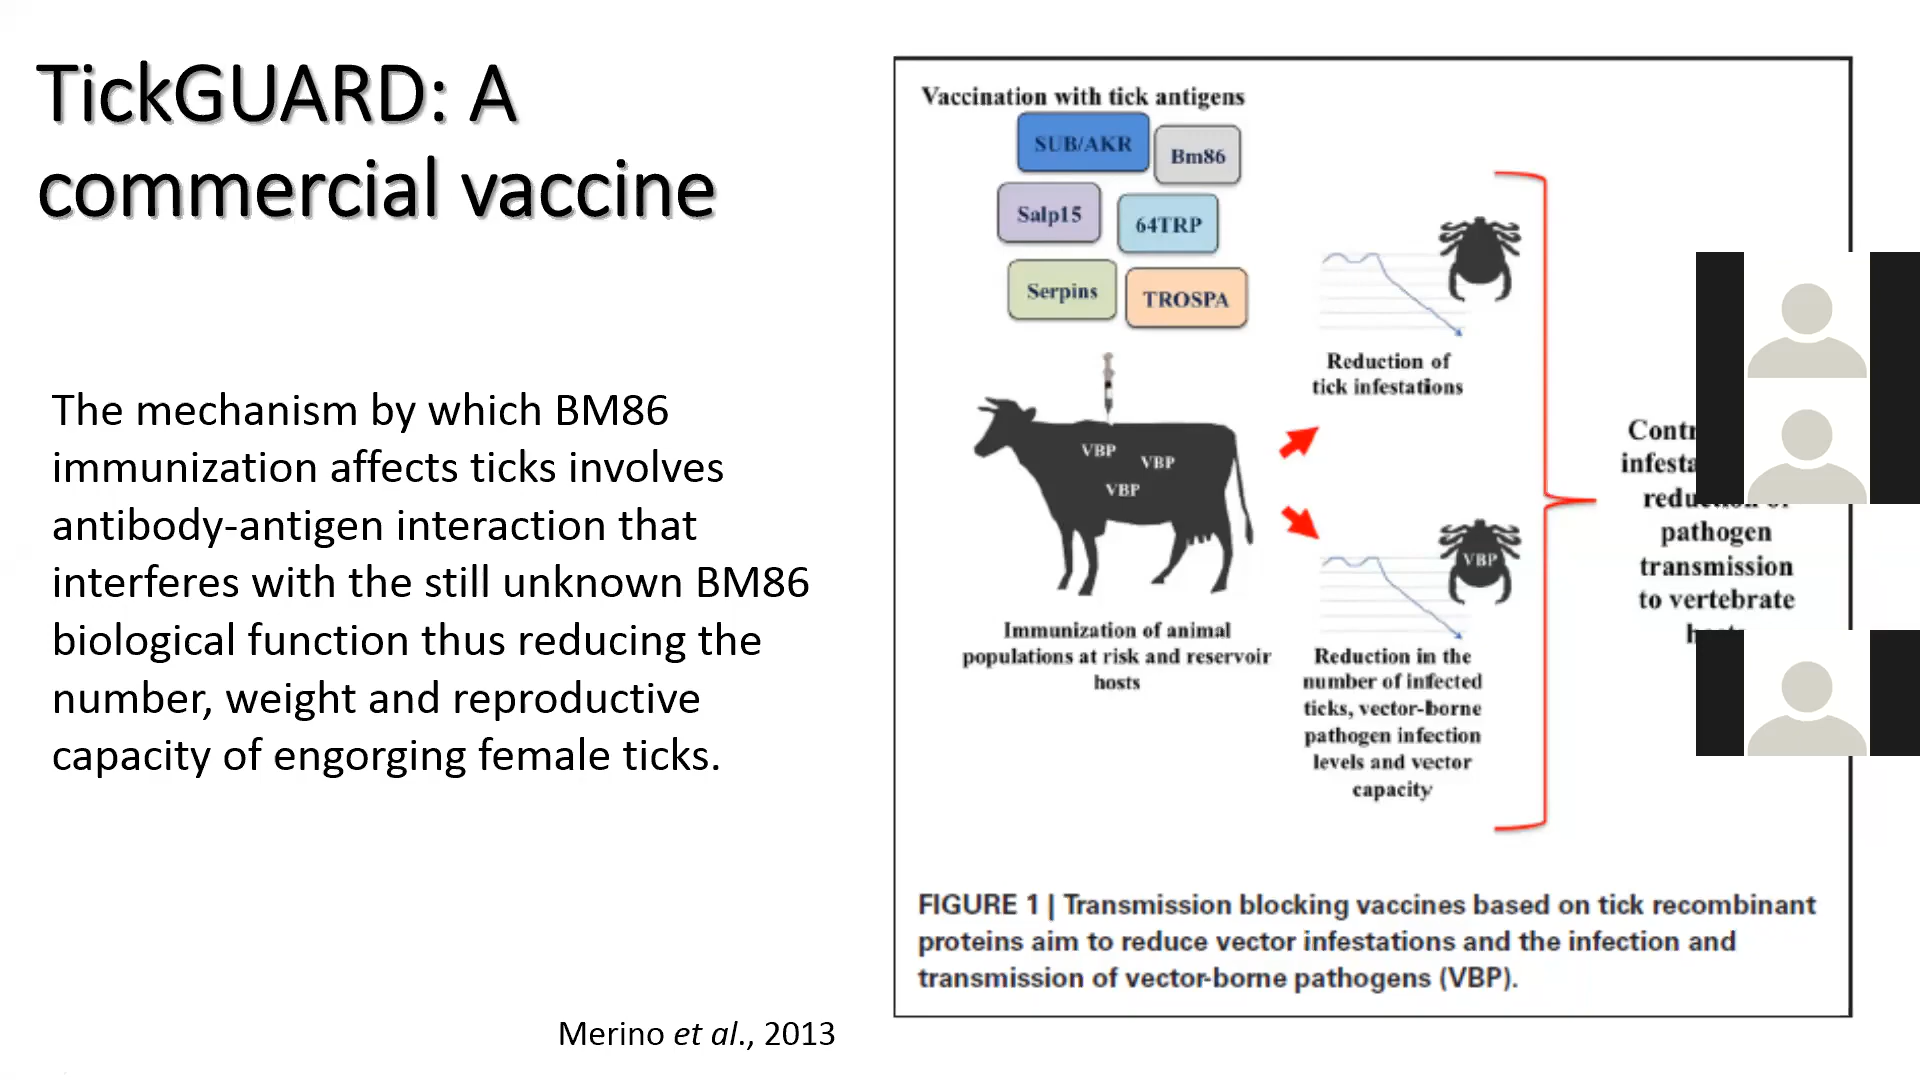 TickGUARD: A
commercial vaccine
The mechanism by which BM86
immunization affects ticks involves
antibody-antigen interaction that
interferes with the still unknown BM86
biological function thus reducing the
number, weight and reproductive
capacity of engorging female ticks.
Merino et al., 2013
Vaccination with tick antigens
SUB/AKR
Bm86
Salp15
64TRP
Serpins
TROSPA
VBP
VBP
VBP
Immunization of animal
populations at risk and reservoir
hosts
Reduction of
tick infestations
VBP
Reduction in the
number of infected
ticks, vector-borne
pathogen infection
levels and vector
capacity
pathogen
transmission
to vertebrate
FIGURE 1 | Transmission blocking vaccines based on tick recombinant
proteins aim to reduce vector infestations and the infection and
transmission of vector-borne pathogens (VBP).